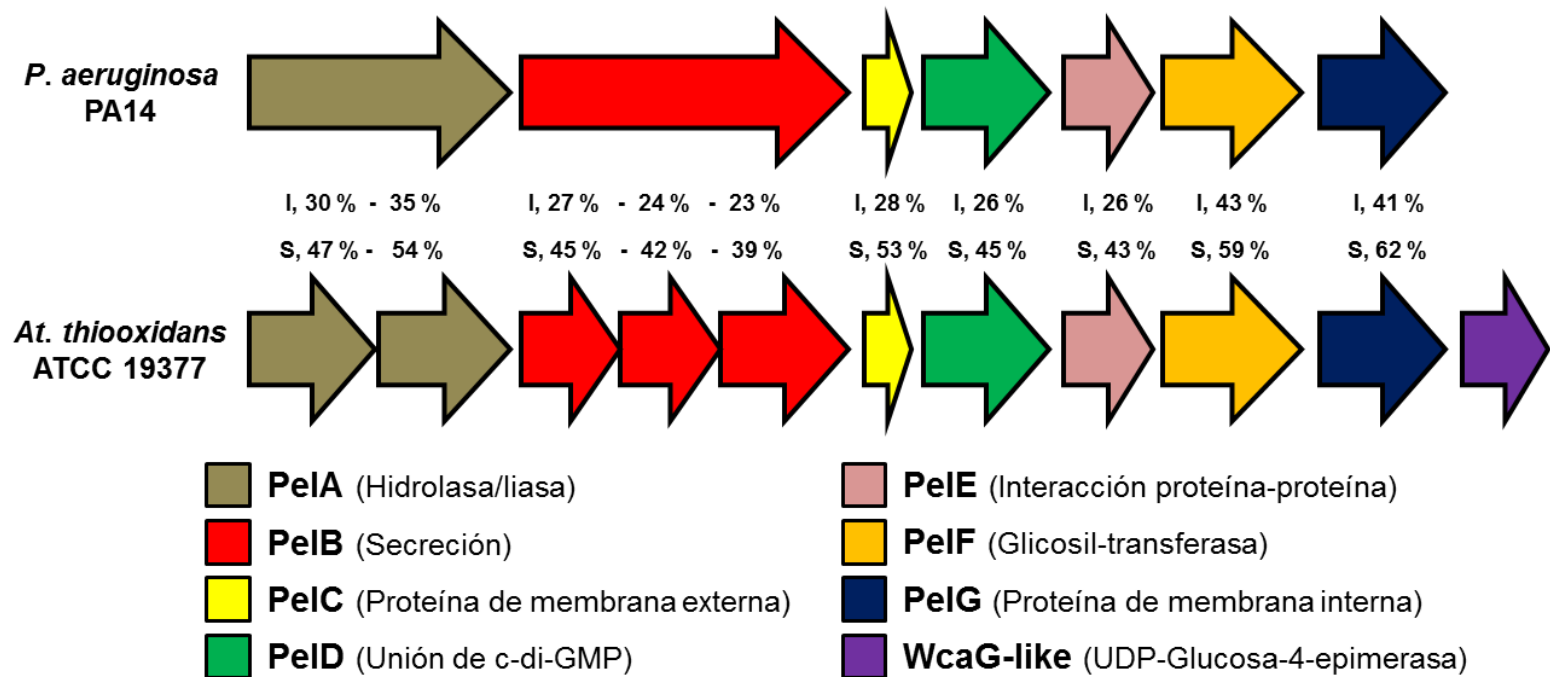 P. aeruginosa
PA14
I, 30 % - 35 %
I, 27 % - 24 % - 23 %
I, 28 %
I, 26 %
I, 26 %
I, 43 %
I, 41 %
S, 47 % - 54 %
S, 45 % - 42 % - 39 %
S, 53 %
S, 45 %
S, 43 %
S, 59 %
S, 62 %
At. thiooxidans
ATCC 19377
PelA (Hidrolasa/liasa)
PelB (Secreción)
PelC (Proteína de membrana externa)
PelD (Unión de c-di-GMP)
PelE (Interacción proteína-proteína)
PelF (Glicosil-transferasa)
PelG (Proteína de membrana interna)
WcaG-like (UDP-Glucosa-4-epimerasa)